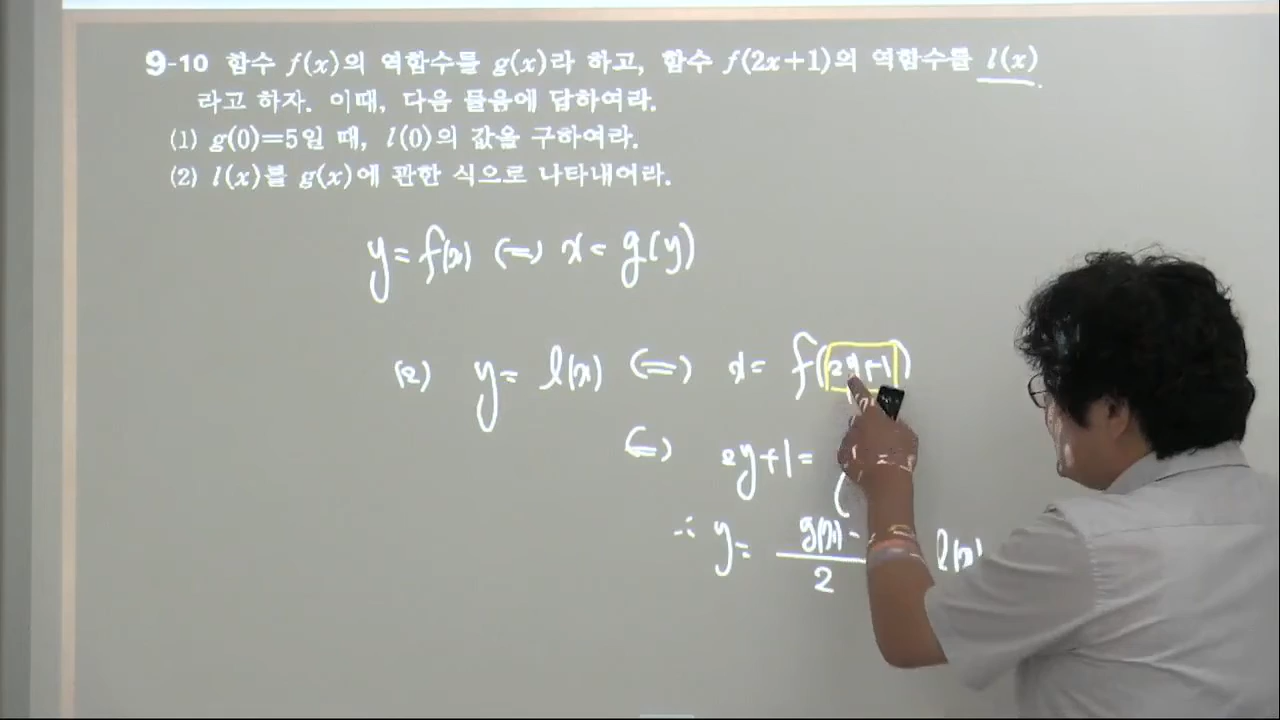 9-10 함수 f(x)의 역함수를 g(x)라 하고, 함수 f(2x+1)의 역함수를 l(x)
라고 하자. 이때, 다음 물음에 답하여라.
(1) g(0)=5일 때, l(0)의 값을 구하여라.
(2) l(x)를 g(x)에 관한 식으로 나타내어라.
y = f(x) ⟺ x = g(y)
(2) y = l(x) ⟺ x = f(2y+1)
⟺ 2y+1 =
∴ y = g(x) - / 2 l(x)